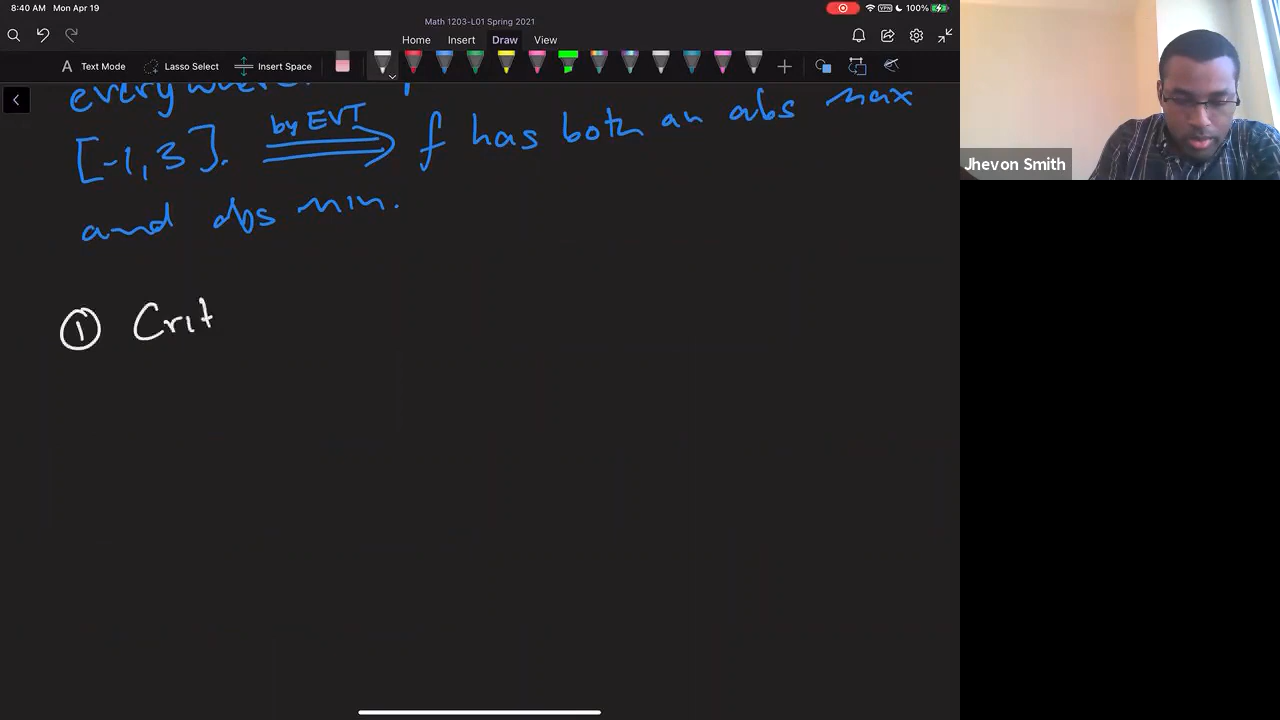 8:40 AM Mon Apr 19
100%
Math 1203-L01 Spring 2021
Home Insert Draw View
Text Mode Lasso Select Insert Space
everywhere
[-1, 3]. by EVT f has both an abs max
and abs min.
① Crit
Jhevon Smith